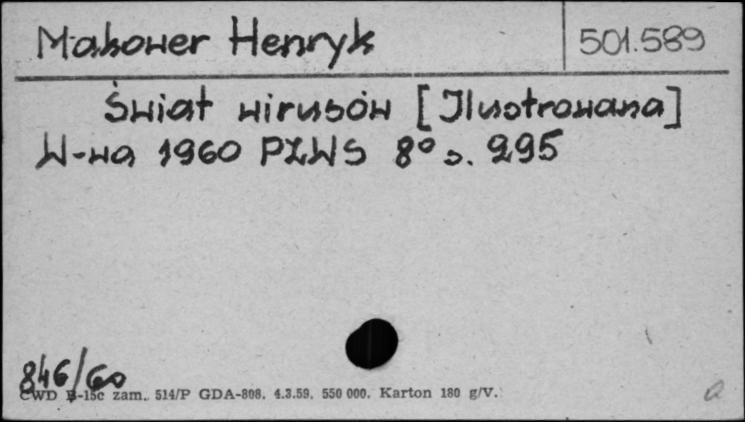 Makower Henryk
501.589
Świat wirusów [Ilustrowana]
W-wa 1960 PZWS 8° s. 295
846/60
CWD B-15c zam. 514/P GDA-808. 4.3.59. 550 000. Karton 180 g/V.
a